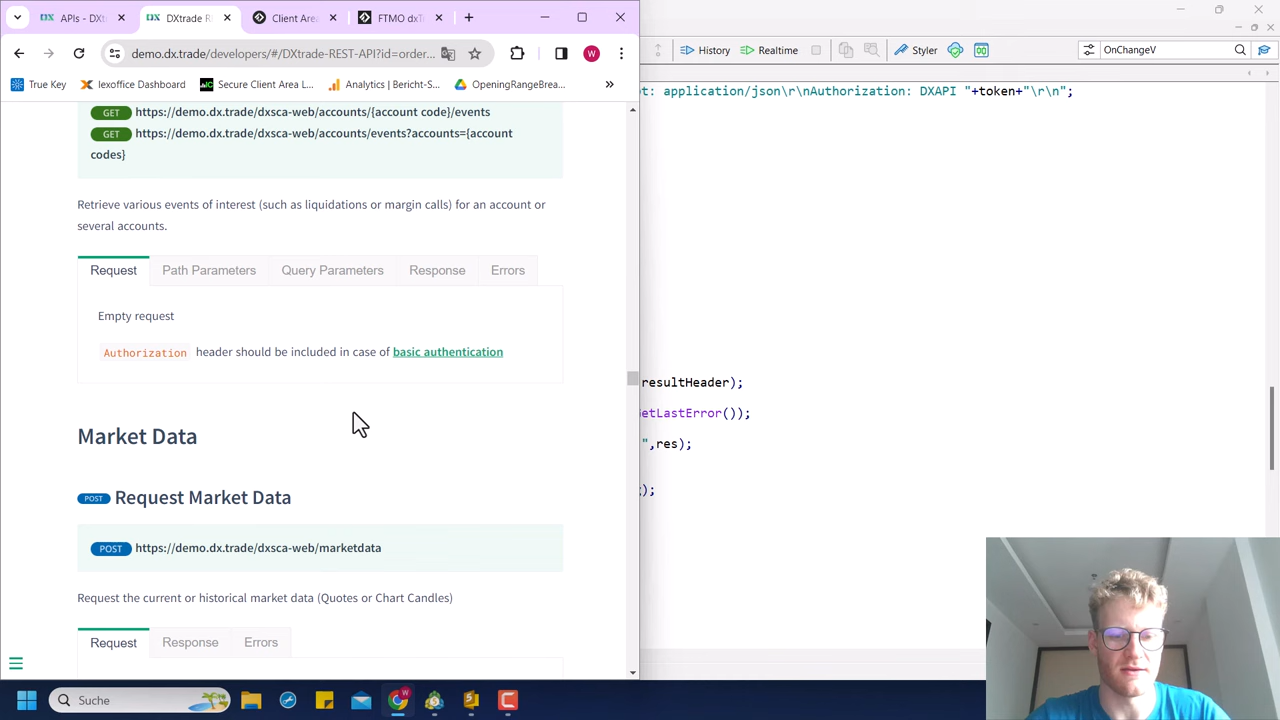 APIs - DXt
DXtrade R
Client Area
FTMO dxTr
demo.dx.trade/developers/#/DXtrade-REST-API?id=order...
W
True Key
lexoffice Dashboard
Secure Client Area L...
Analytics | Bericht-S...
OpeningRangeBrea...
»
History
Realtime
Styler
OnChangeV
t: application/json\r\nAuthorization: DXAPI "+token+"\r\n";
GET https://demo.dx.trade/dxsca-web/accounts/{account code}/events
GET https://demo.dx.trade/dxsca-web/accounts/events?accounts={account
codes}
Retrieve various events of interest (such as liquidations or margin calls) for an account or
several accounts.
Request Path Parameters Query Parameters Response Errors
Empty request
Authorization header should be included in case of basic authentication
resultHeader);
GetLastError());
",res);
);
Market Data
POST Request Market Data
POST https://demo.dx.trade/dxsca-web/marketdata
Request the current or historical market data (Quotes or Chart Candles)
Request Response Errors
Suche